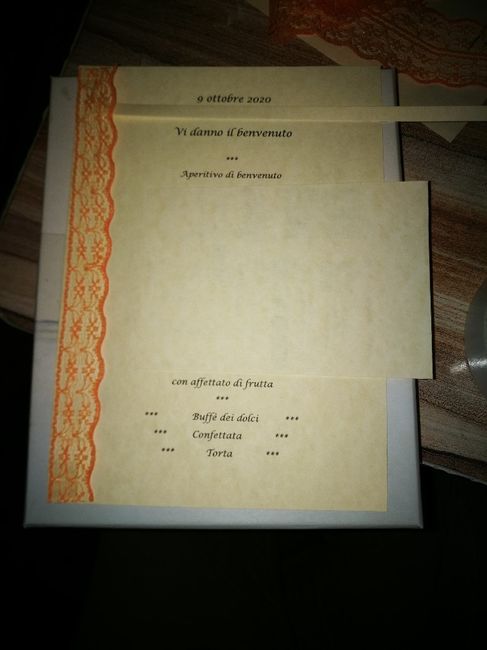 9 ottobre 2020
Vi danno il benvenuto
***
Aperitivo di benvenuto
con affettato di frutta
***
*** Buffè dei dolci ***
*** Confettata ***
*** Torta ***